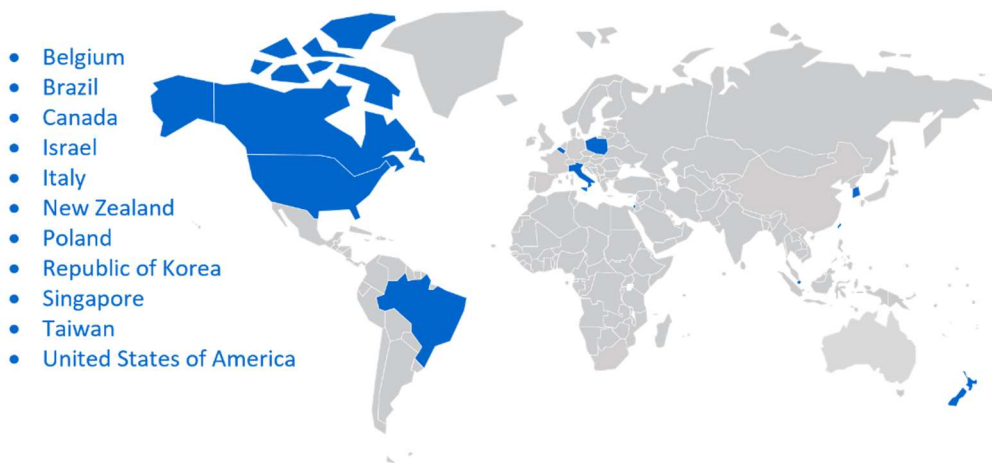 • Belgium
• Brazil
• Canada
• Israel
• Italy
• New Zealand
• Poland
• Republic of Korea
• Singapore
• Taiwan
• United States of America